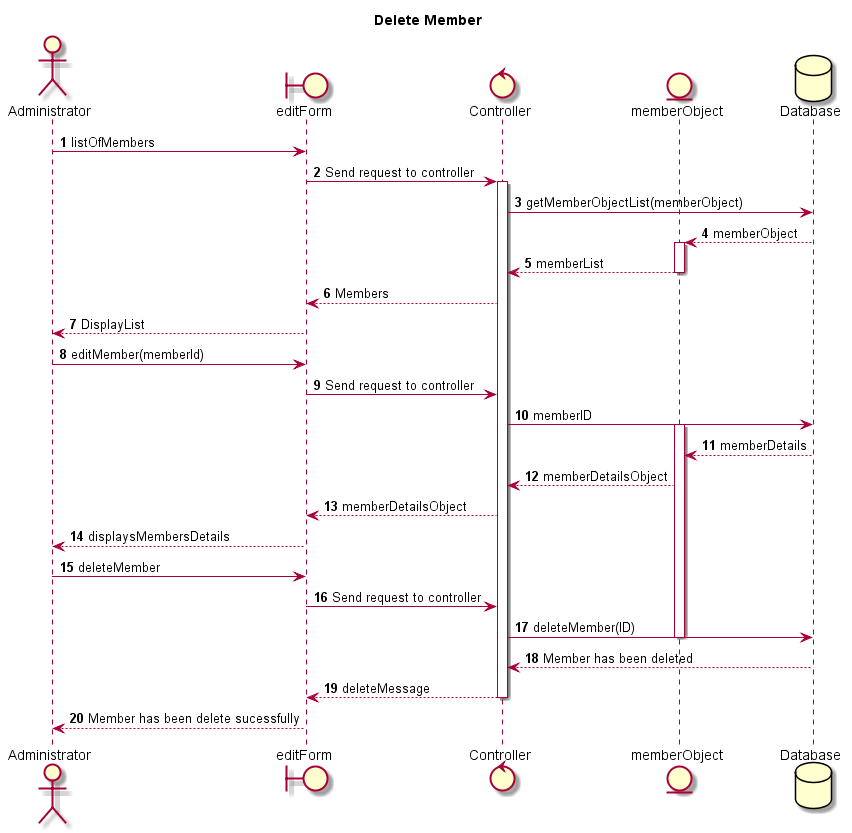 Delete Member
Administrator editForm Controller memberObject Database
1 listOfMembers
2 Send request to controller
3 getMemberObjectList(memberObject)
4 memberObject
5 memberList
6 Members
7 DisplayList
8 editMember(memberId)
9 Send request to controller
10 memberID
11 memberDetails
12 memberDetailsObject
13 memberDetailsObject
14 displaysMembersDetails
15 deleteMember
16 Send request to controller
17 deleteMember(ID)
18 Member has been deleted
19 deleteMessage
20 Member has been delete sucessfully
Administrator editForm Controller memberObject Database